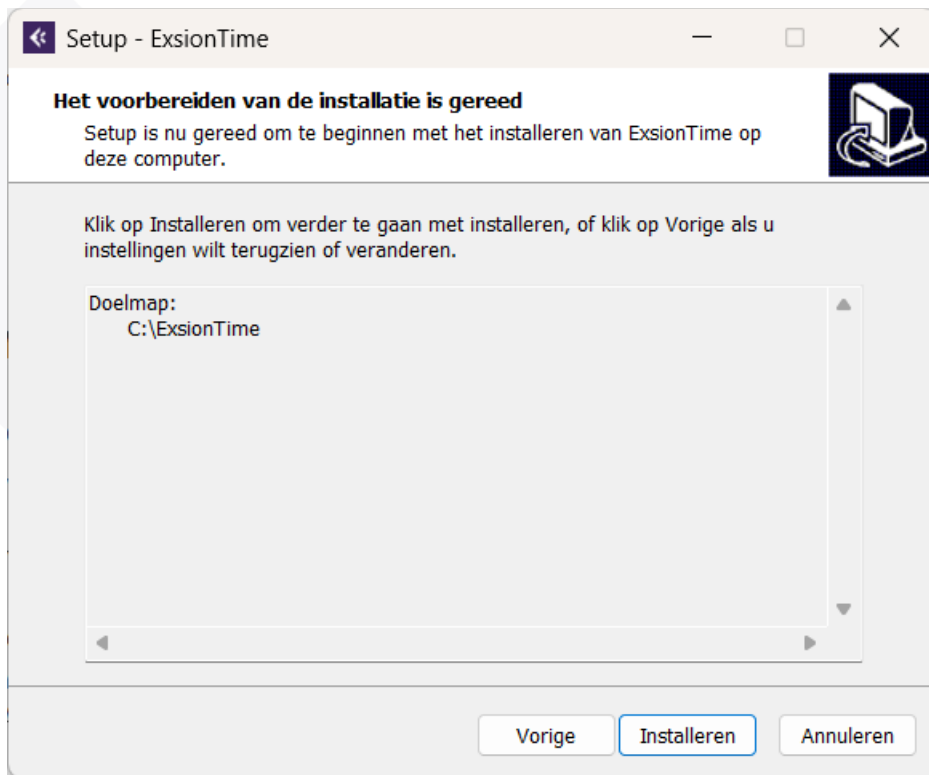 Setup - ExsionTime
Het voorbereiden van de installatie is gereed
Setup is nu gereed om te beginnen met het installeren van ExsionTime op
deze computer.
Klik op Installeren om verder te gaan met installeren, of klik op Vorige als u
instellingen wilt terugzien of veranderen.
Doelmap:
C:\ExsionTime
Vorige
Installeren
Annuleren